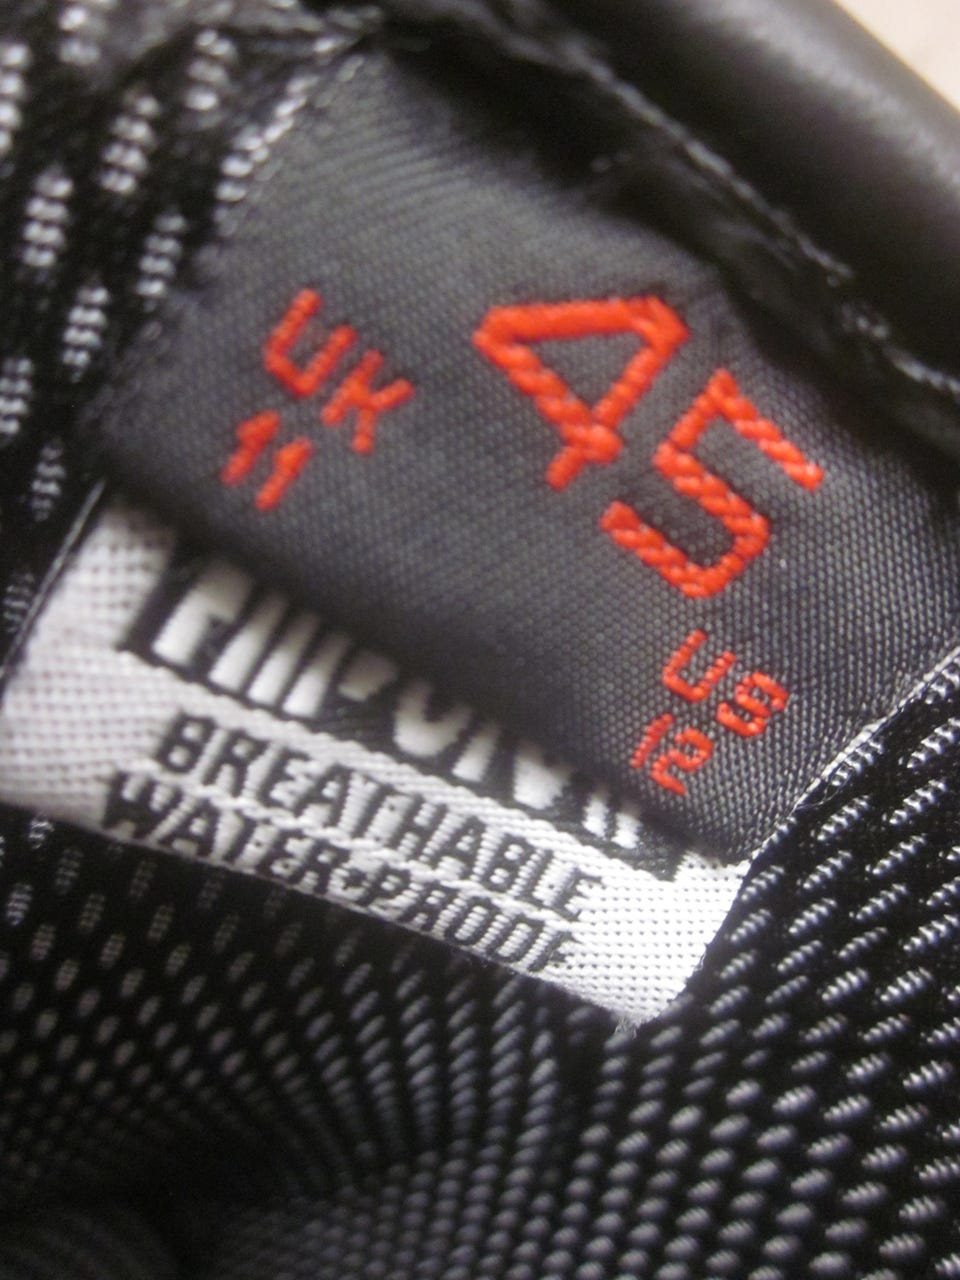 45
UK
11
US
12
BREATHABLE
WATER•PROOF